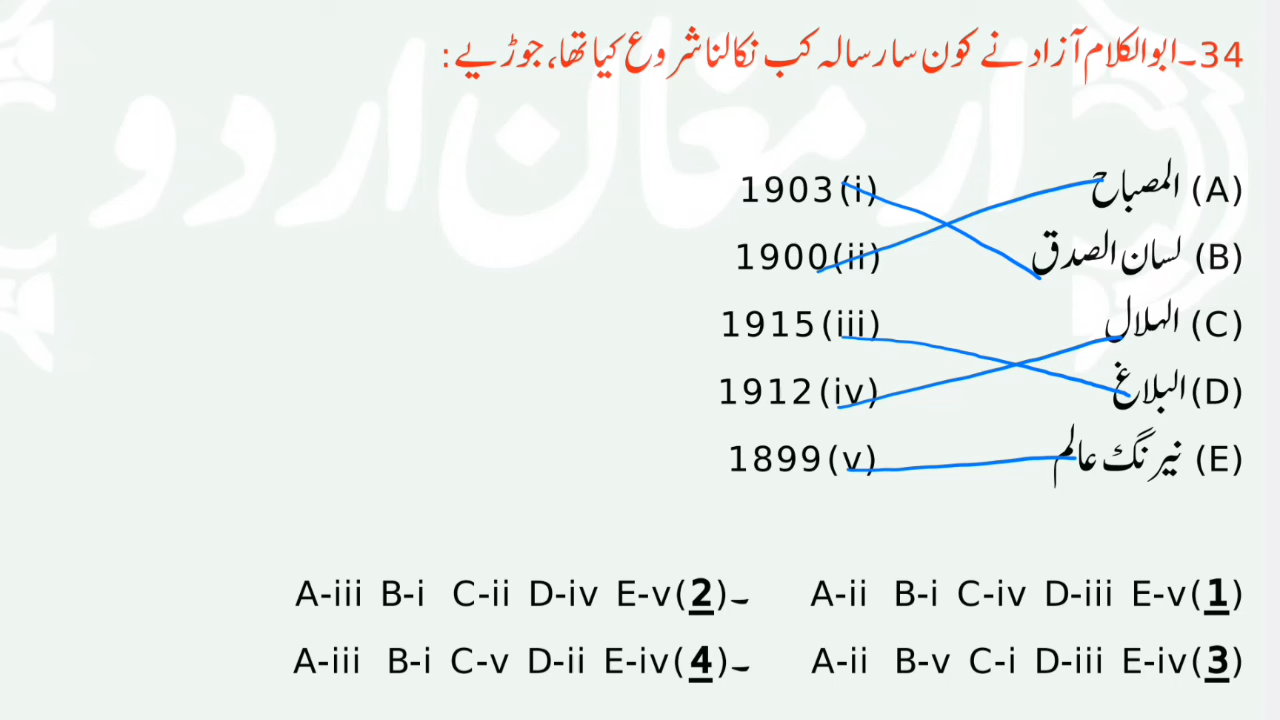 34۔ابوالکلام آزاد نے کون سا رسالہ کب نکالنا شروع کیا تھا، جوڑیے :
(A) المصباح (i) 1903
(B) لسان الصدق (ii) 1900
(C) الہلال (iii) 1915
(D) البلاغ (iv) 1912
(E) نیرنگ عالم (v) 1899
(1) A-ii B-i C-iv D-iii E-v ۔(2) A-iii B-i C-ii D-iv E-v
(3) A-ii B-v C-i D-iii E-iv ۔(4) A-iii B-i C-v D-ii E-iv
ارمغان اردو